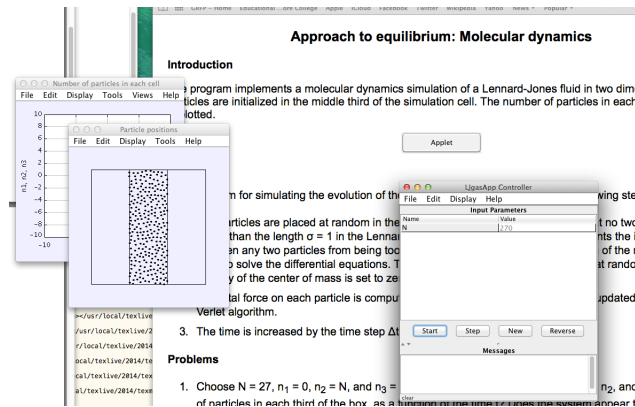 CRFP - Home Educational ...ore College Apple iCloud Facebook Twitter Wikipedia Yahoo News Popular
Approach to equilibrium: Molecular dynamics
Introduction
program implements a molecular dynamics simulation of a Lennard-Jones fluid in two dime
ticles are initialized in the middle third of the simulation cell. The number of particles in each
lotted.
Applet
Number of particles in each cell
File Edit Display Tools Views Help
10
8
6
4
2
0
-2
-4
-6
-8
-10
-10
n1, n2, n3
Particle positions
File Edit Display Tools Help
m for simulating the evolution of the
wing ste
articles are placed at random in the
t no two
than the length σ = 1 in the Lennar
nts the i
en any two particles from being too
of the r
o solve the differential equations. T
at rando
y of the center of mass is set to ze
tal force on each particle is compu
updated
Verlet algorithm.
3. The time is increased by the time step Δt
LJgasApp Controller
File Edit Display Help
Input Parameters
Name Value
N 270
Start Step New Reverse
Messages
clear
></usr/local/texlive/2
/usr/local/texlive/2
r/local/texlive/2014
ocal/texlive/2014/tex
cal/texlive/2014/tex
al/texlive/2014/texm
Problems
1. Choose N = 27, n1 = 0, n2 = N, and n3 =
n2, and
of particles in each third of the box, as a function of the time t? Does the system appear t